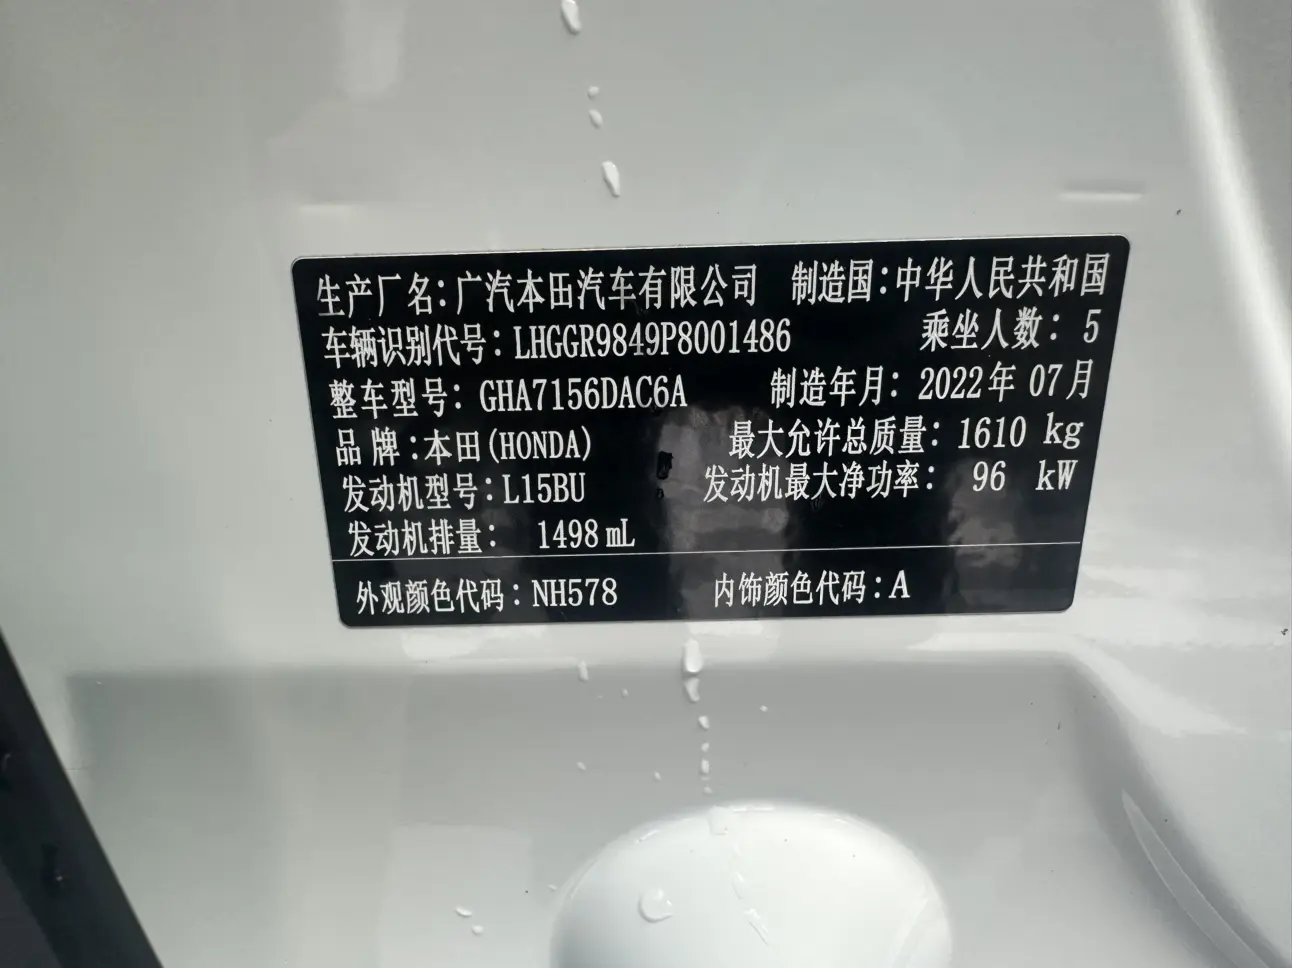 生产厂名：广汽本田汽车有限公司 制造国：中华人民共和国
车辆识别代号：LHGGR9849P8001486 乘坐人数：5
整车型号：GHA7156DAC6A 制造年月：2022年 07月
品牌：本田(HONDA) 最大允许总质量：1610 kg
发动机型号：L15BU 发动机最大净功率：96 kW
发动机排量：1498 mL
外观颜色代码：NH578 内饰颜色代码：A